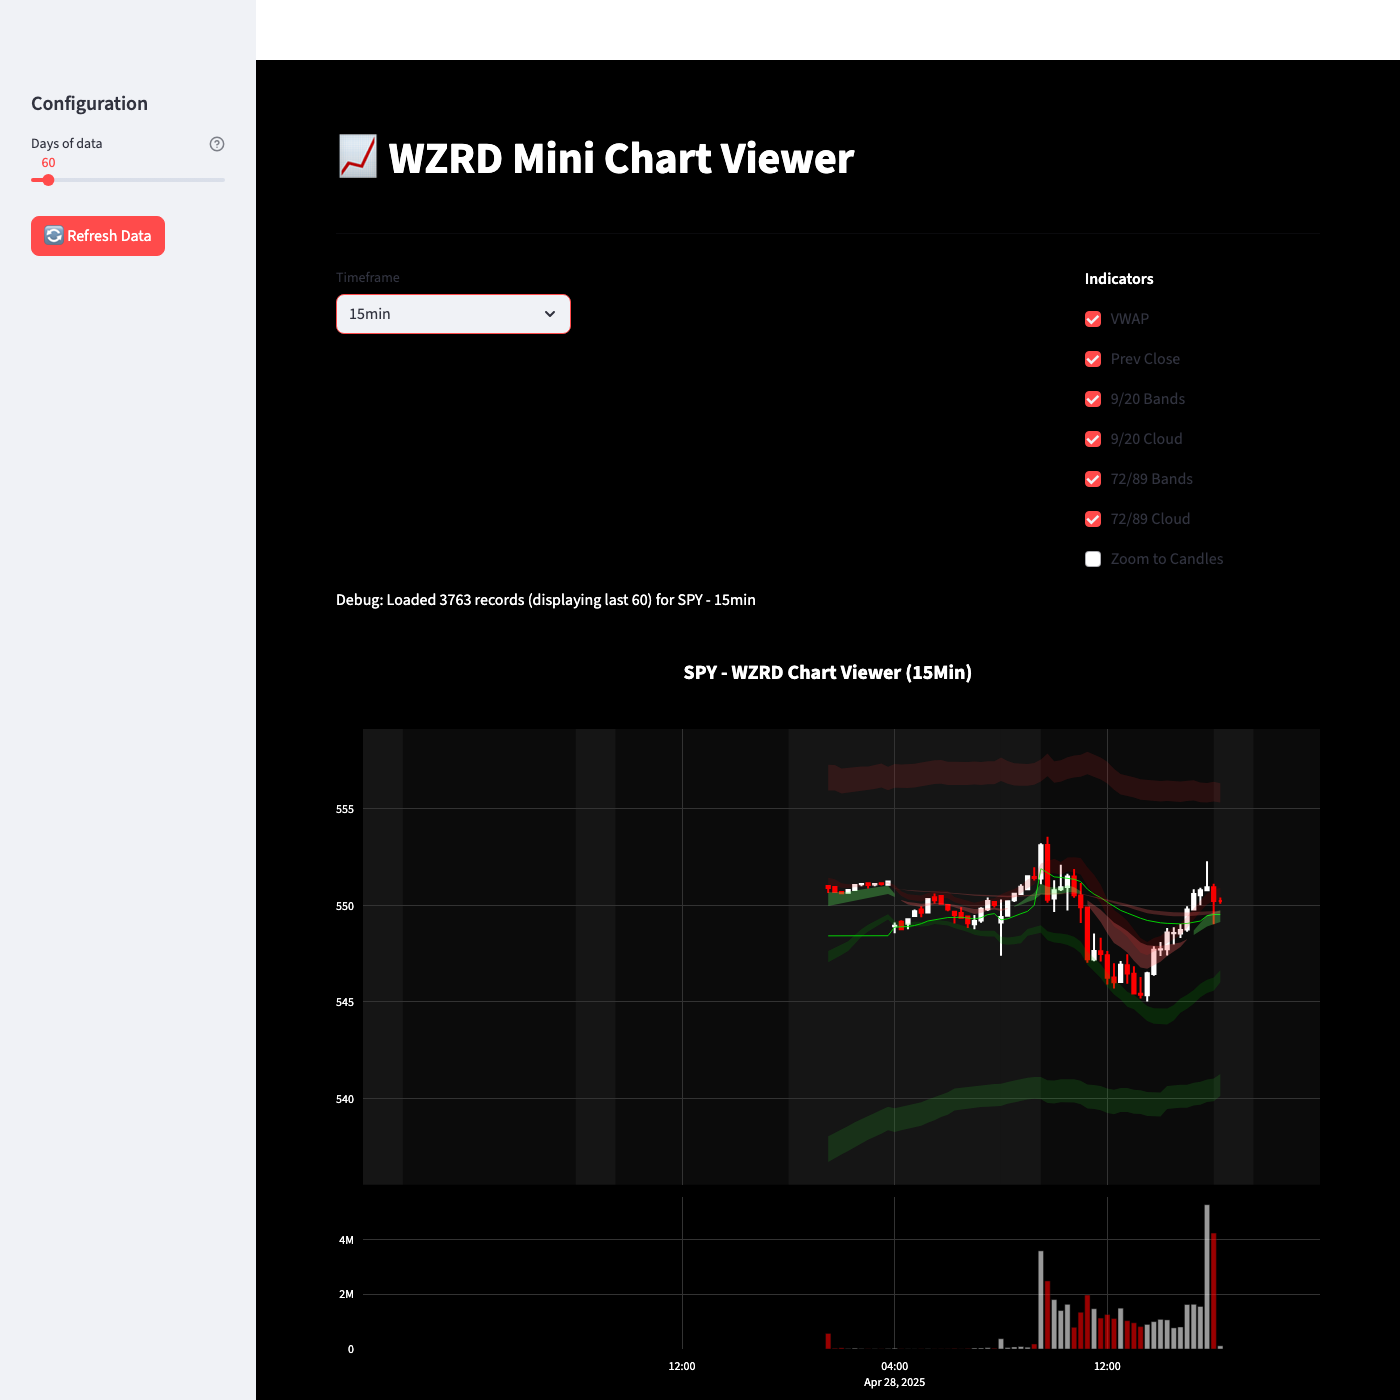 Configuration
Days of data
60
Refresh Data
WZRD Mini Chart Viewer
Timeframe
15min
Indicators
VWAP
Prev Close
9/20 Bands
9/20 Cloud
72/89 Bands
72/89 Cloud
Zoom to Candles
Debug: Loaded 3763 records (displaying last 60) for SPY - 15min
SPY - WZRD Chart Viewer (15Min)
555
550
545
540
4M
2M
0
12:00
04:00
12:00
Apr 28, 2025